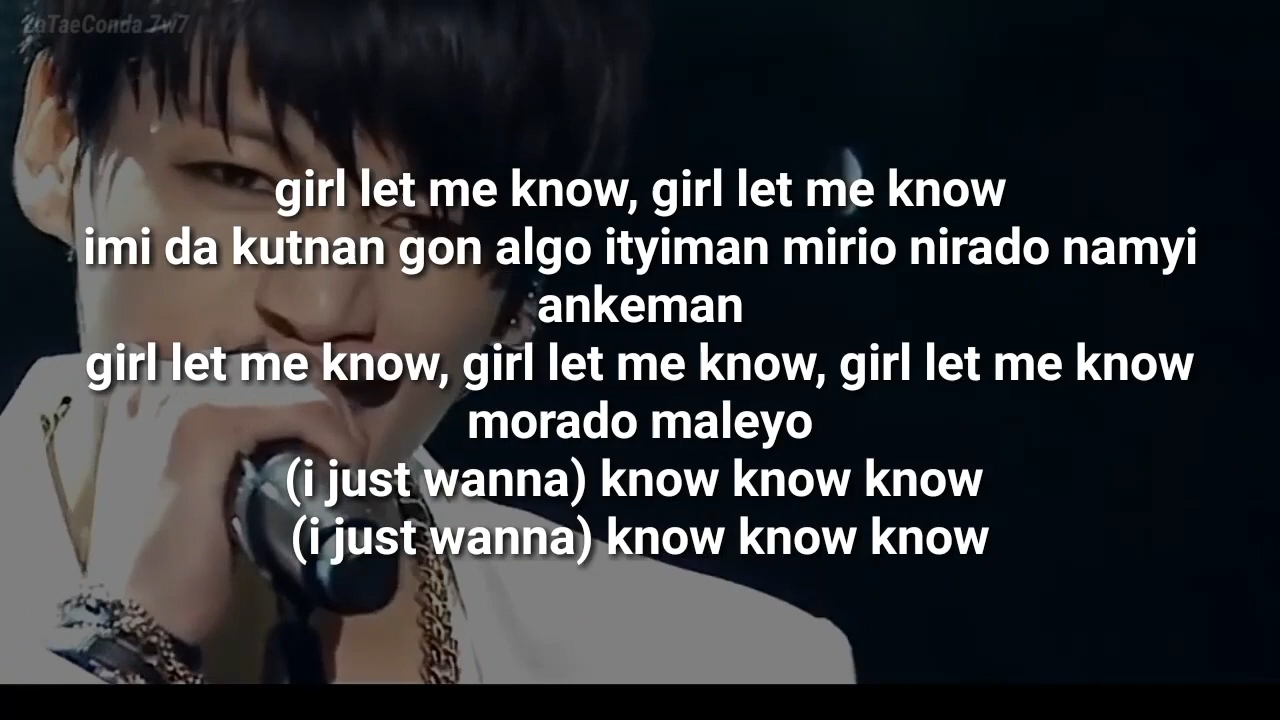 LaTaeConda 7w7
girl let me know, girl let me know
imi da kutnan gon algo ityiman mirio nirado namyi
ankeman
girl let me know, girl let me know, girl let me know
morado maleyo
(i just wanna) know know know
(i just wanna) know know know